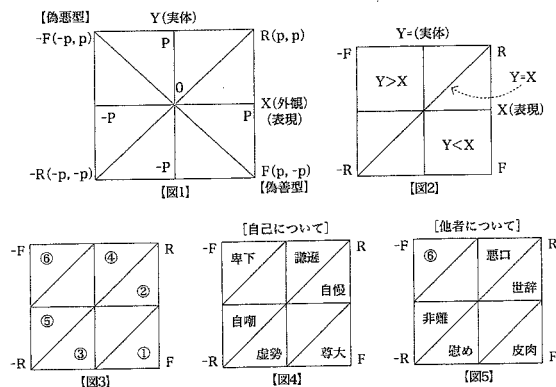 【偽悪型】
Y(実体)
-F(-p, p)
P
R(p, p)
0
X(外観)
(表現)
-P
P
-P
-R(-p, -p)
F(p, -p)
【図1】
【偽善型】
Y=(実体)
-F
R
Y>X
Y=X
X(表現)
Y<X
-R
F
【図2】
-F
R
⑥
④
②
⑤
③
①
-R
F
【図3】
[自己について]
-F
R
卑下
謙遜
自慢
自嘲
虚勢
尊大
-R
F
【図4】
[他者について]
-F
R
⑥
悪口
世辞
非難
慰め
皮肉
-R
F
【図5】